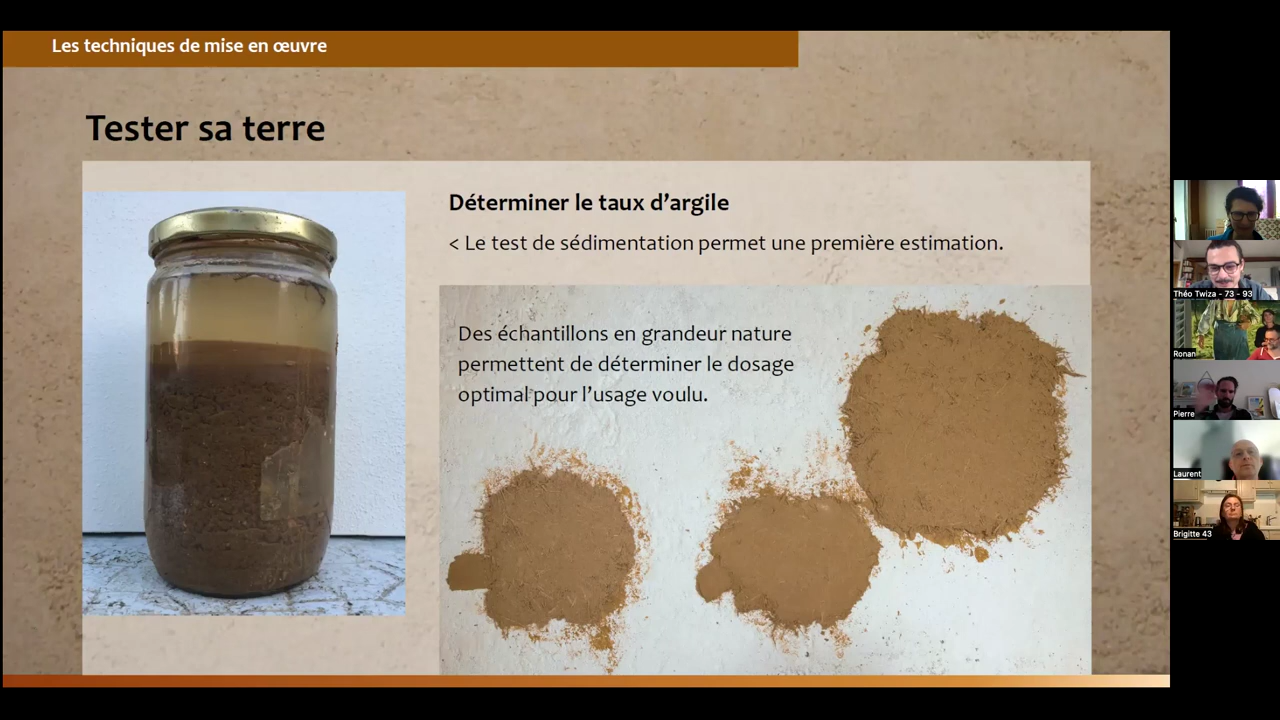 Les techniques de mise en œuvre
Tester sa terre
Déterminer le taux d’argile
< Le test de sédimentation permet une première estimation.
Des échantillons en grandeur nature
permettent de déterminer le dosage
optimal pour l’usage voulu.
Théo Twiza - 73 - 93
Ronan
Pierre
Laurent
Brigitte 43